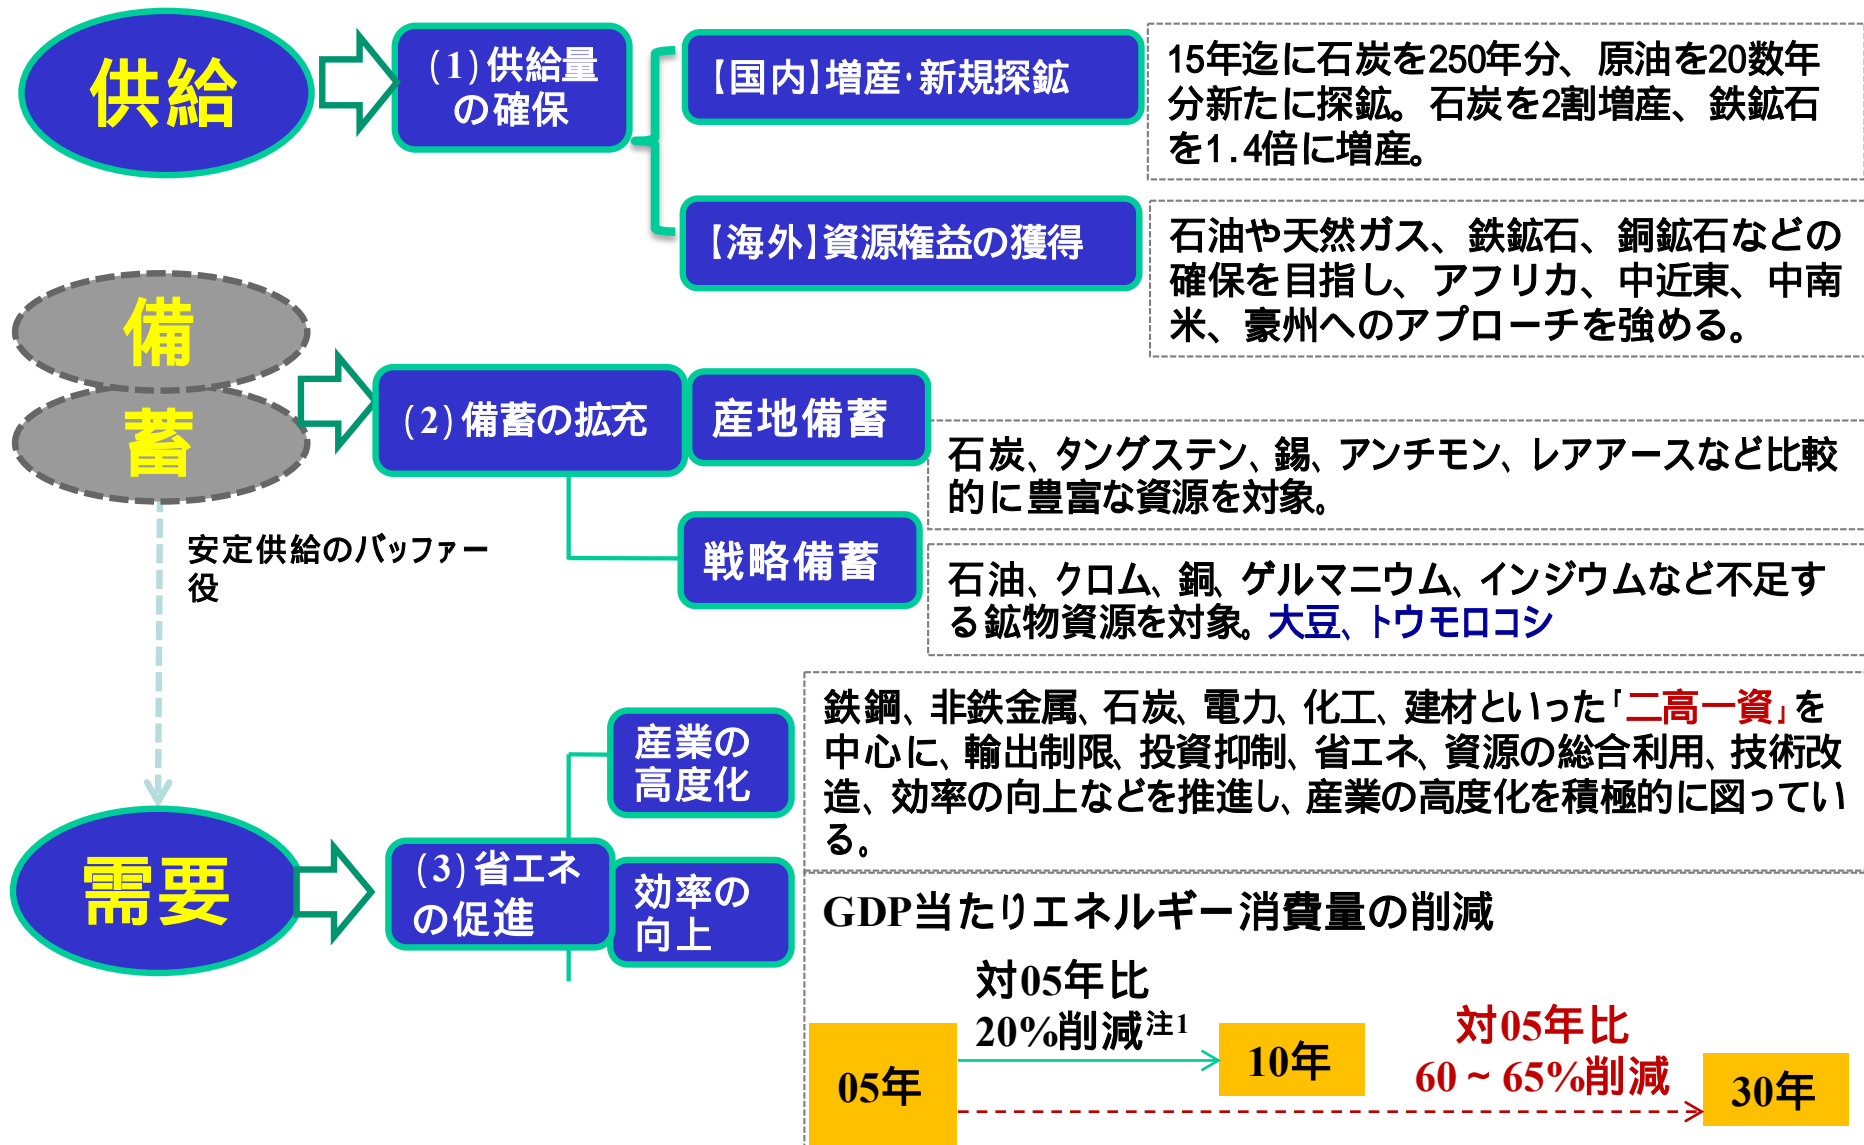 供給
(1)供給量
の確保
【国内】増産・新規探鉱
15年迄に石炭を250年分、原油を20数年
分新たに探鉱。石炭を2割増産、鉄鉱石
を1.4倍に増産。
【海外】資源権益の獲得
石油や天然ガス、鉄鉱石、銅鉱石などの
確保を目指し、アフリカ、中近東、中南
米、豪州へのアプローチを強める。
備
蓄
(2)備蓄の拡充
産地備蓄
石炭、タングステン、錫、アンチモン、レアアースなど比較
的に豊富な資源を対象。
戦略備蓄
石油、クロム、銅、ゲルマニウム、インジウムなど不足す
る鉱物資源を対象。大豆、トウモロコシ
安定供給のバッファー
役
需要
(3)省エネ
の促進
産業の
高度化
鉄鋼、非鉄金属、石炭、電力、化工、建材といった「二高一資」を
中心に、輸出制限、投資抑制、省エネ、資源の総合利用、技術改
造、効率の向上などを推進し、産業の高度化を積極的に図ってい
る。
効率の
向上
GDP当たりエネルギー消費量の削減
対05年比
20%削減注1
05年
10年
対05年比
60~65%削減
30年